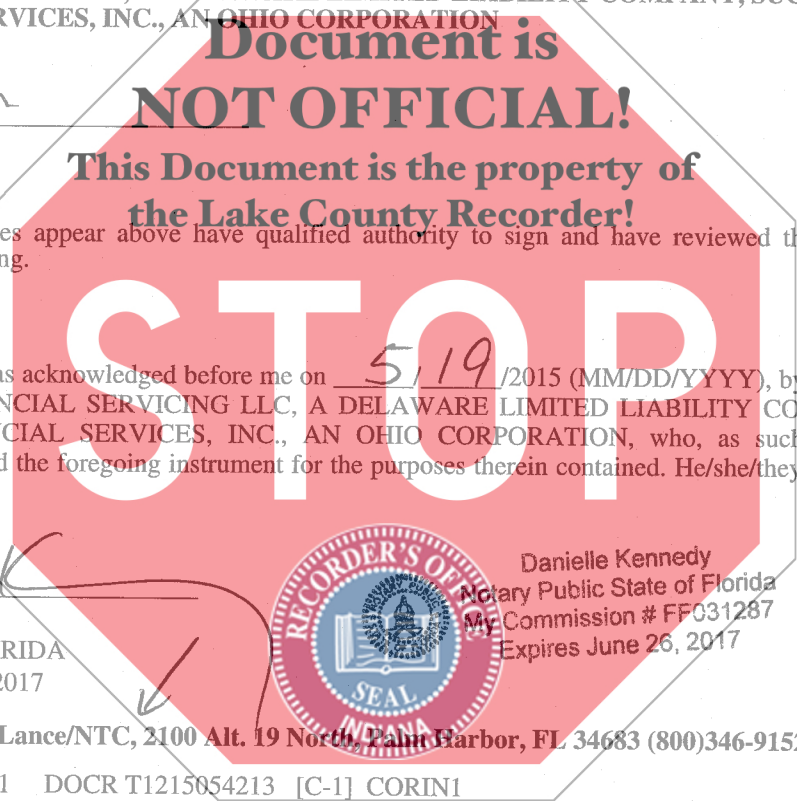 RVICES, INC., AN OHIO CORPORATION
Document is
NOT OFFICIAL!
This Document is the property of
the Lake County Recorder!
es appear above have qualified authority to sign and have reviewed th
ng.
STOP
as acknowledged before me on 5/19/2015 (MM/DD/YYYY), by
NCIAL SERVICING LLC, A DELAWARE LIMITED LIABILITY CO
NCIAL SERVICES, INC., AN OHIO CORPORATION, who, as such
d the foregoing instrument for the purposes therein contained. He/she/they
RECORDER'S OFFICE
SEAL
INDIANA
Danielle Kennedy
Notary Public State of Florida
My Commission # FF031287
Expires June 26, 2017
RIDA
2017
Lance/NTC, 2100 Alt. 19 North, Palm Harbor, FL 34683 (800)346-9152
1 DOCR T1215054213 [C-1] CORIN1